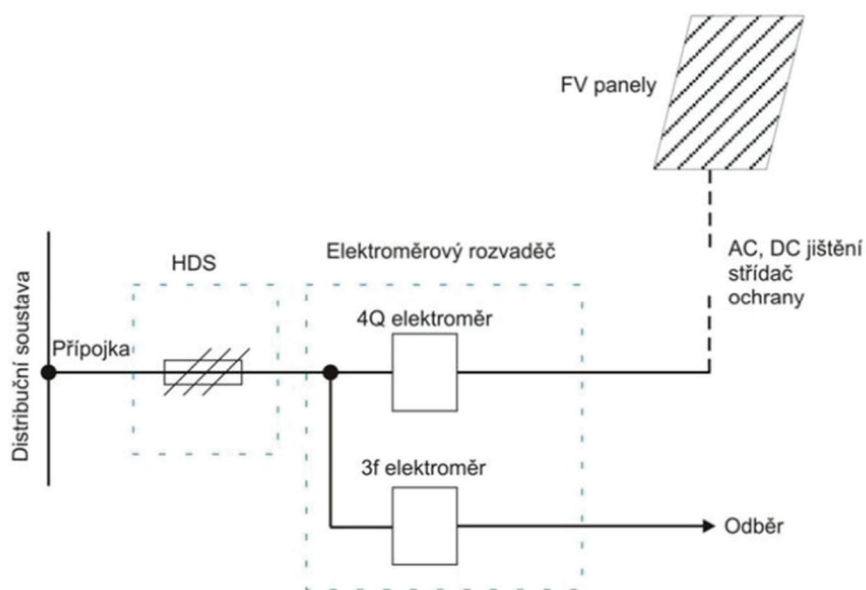 FV panely
AC, DC jištění
střídač
ochrany
Elektroměrový rozvaděč
HDS
4Q elektroměr
Přípojka
Distribuční soustava
3f elektroměr
Odběr